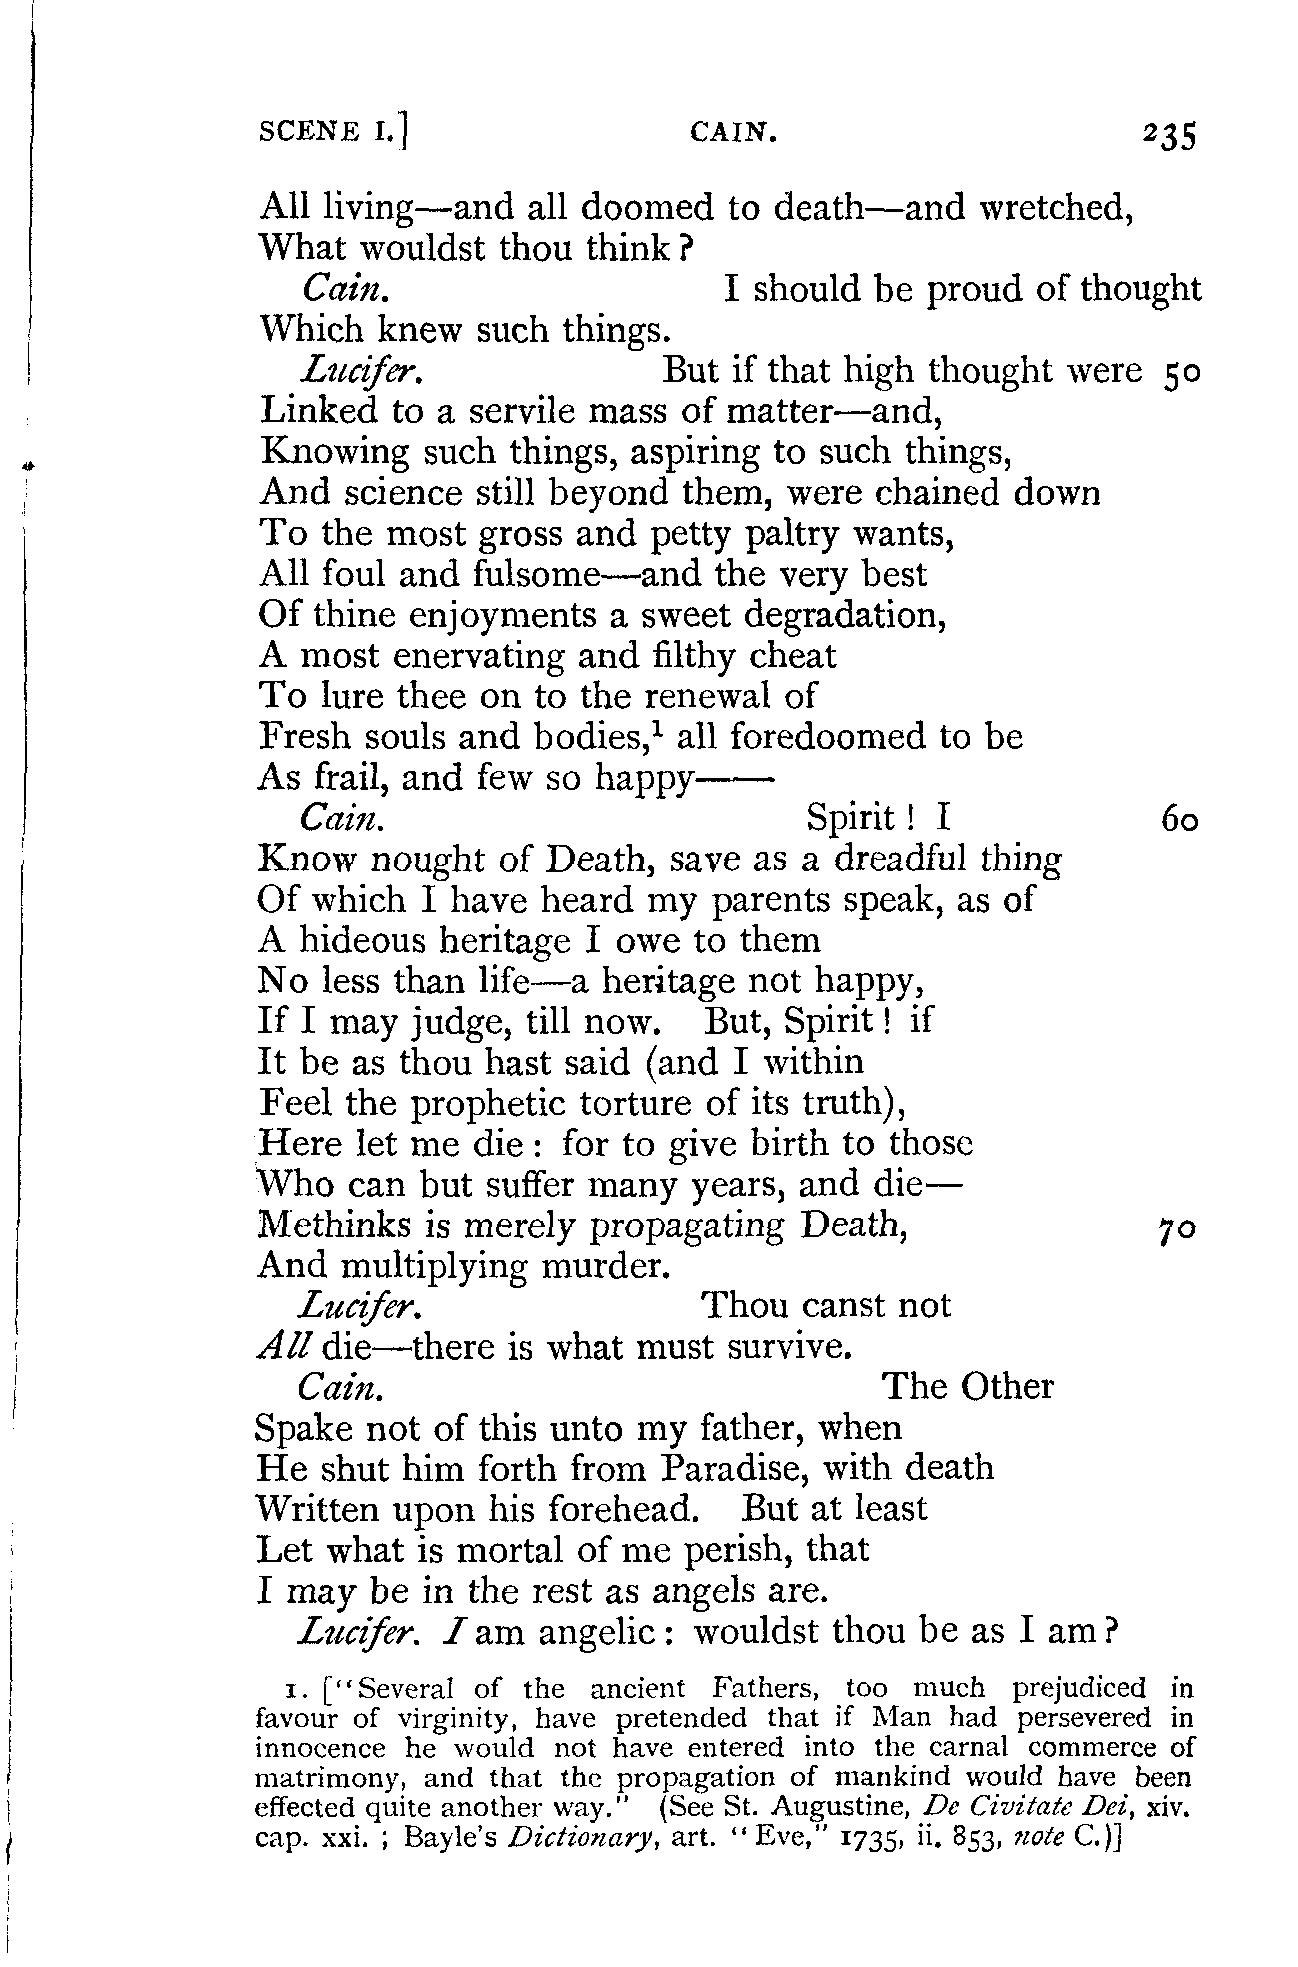 SCENE I.] CAIN. 235
All living—and all doomed to death—and wretched,
What wouldst thou think?
Cain. I should be proud of thought
Which knew such things.
Lucifer. But if that high thought were 50
Linked to a servile mass of matter—and,
Knowing such things, aspiring to such things,
And science still beyond them, were chained down
To the most gross and petty paltry wants,
All foul and fulsome—and the very best
Of thine enjoyments a sweet degradation,
A most enervating and filthy cheat
To lure thee on to the renewal of
Fresh souls and bodies,¹ all foredoomed to be
As frail, and few so happy——
Cain. Spirit! I 60
Know nought of Death, save as a dreadful thing
Of which I have heard my parents speak, as of
A hideous heritage I owe to them
No less than life—a heritage not happy,
If I may judge, till now. But, Spirit! if
It be as thou hast said (and I within
Feel the prophetic torture of its truth),
Here let me die: for to give birth to those
Who can but suffer many years, and die—
Methinks is merely propagating Death, 70
And multiplying murder.
Lucifer. Thou canst not
All die—there is what must survive.
Cain. The Other
Spake not of this unto my father, when
He shut him forth from Paradise, with death
Written upon his forehead. But at least
Let what is mortal of me perish, that
I may be in the rest as angels are.
Lucifer. I am angelic: wouldst thou be as I am?
1. ["Several of the ancient Fathers, too much prejudiced in
favour of virginity, have pretended that if Man had persevered in
innocence he would not have entered into the carnal commerce of
matrimony, and that the propagation of mankind would have been
effected quite another way." (See St. Augustine, De Civitate Dei, xiv.
cap. xxi.; Bayle's Dictionary, art. "Eve," 1735, ii. 853, note C.)]